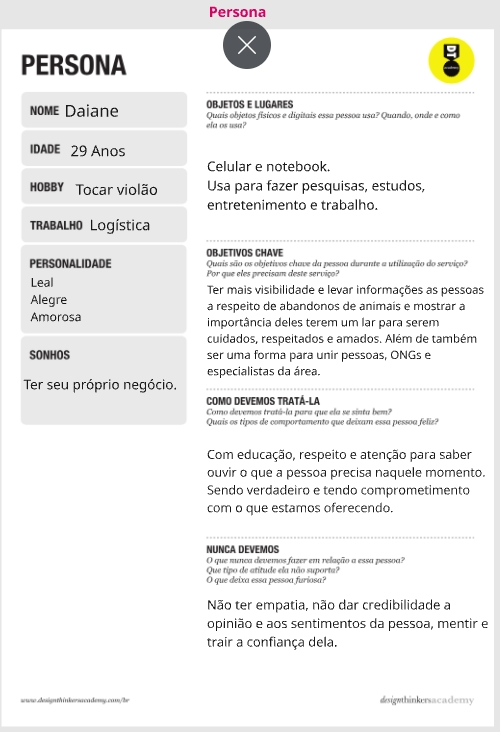 Persona
PERSONA
DT
academy
NOME Daiane
IDADE 29 Anos
HOBBY Tocar violão
TRABALHO Logística
PERSONALIDADE
Leal
Alegre
Amorosa
SONHOS
Ter seu próprio negócio.
OBJETOS E LUGARES
Quais objetos físicos e digitais essa pessoa usa? Quando, onde e como
ela os usa?
Celular e notebook.
Usa para fazer pesquisas, estudos,
entretenimento e trabalho.
OBJETIVOS CHAVE
Quais são os objetivos chave da pessoa durante a utilização do serviço?
Por que eles precisam deste serviço?
Ter mais visibilidade e levar informações as pessoas
a respeito de abandonos de animais e mostrar a
importância deles terem um lar para serem
cuidados, respeitados e amados. Além de também
ser uma forma para unir pessoas, ONGs e
especialistas da área.
COMO DEVEMOS TRATÁ-LA
Como devemos tratá-la para que ela se sinta bem?
Quais os tipos de comportamento que deixam essa pessoa feliz?
Com educação, respeito e atenção para saber
ouvir o que a pessoa precisa naquele momento.
Sendo verdadeiro e tendo comprometimento
com o que estamos oferecendo.
NUNCA DEVEMOS
O que nunca devemos fazer em relação a essa pessoa?
Que tipo de atitude ela não suporta?
O que deixa essa pessoa furiosa?
Não ter empatia, não dar credibilidade a
opinião e aos sentimentos da pessoa, mentir e
trair a confiança dela.
www.designthinkersacademy.com/br
designthinkersacademy